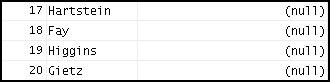 17 Hartstein (null)
18 Fay (null)
19 Higgins (null)
20 Gietz (null)